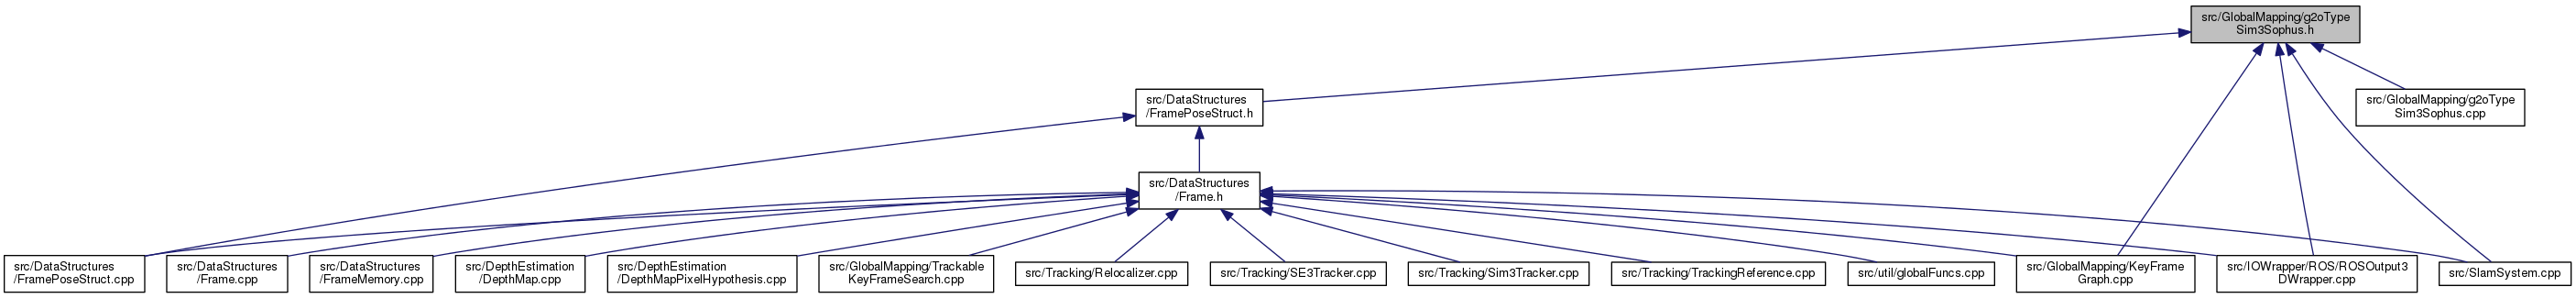 src/GlobalMapping/g2oType
Sim3Sophus.h
src/DataStructures
/FramePoseStruct.h
src/GlobalMapping/g2oType
Sim3Sophus.cpp
src/DataStructures
/Frame.h
src/DataStructures
/FramePoseStruct.cpp
src/DataStructures
/Frame.cpp
src/DataStructures
/FrameMemory.cpp
src/DepthEstimation
/DepthMap.cpp
src/DepthEstimation
/DepthMapPixelHypothesis.cpp
src/GlobalMapping/Trackable
KeyFrameSearch.cpp
src/Tracking/Relocalizer.cpp
src/Tracking/SE3Tracker.cpp
src/Tracking/Sim3Tracker.cpp
src/Tracking/TrackingReference.cpp
src/util/globalFuncs.cpp
src/GlobalMapping/KeyFrame
Graph.cpp
src/IOWrapper/ROS/ROSOutput3
DWrapper.cpp
src/SlamSystem.cpp